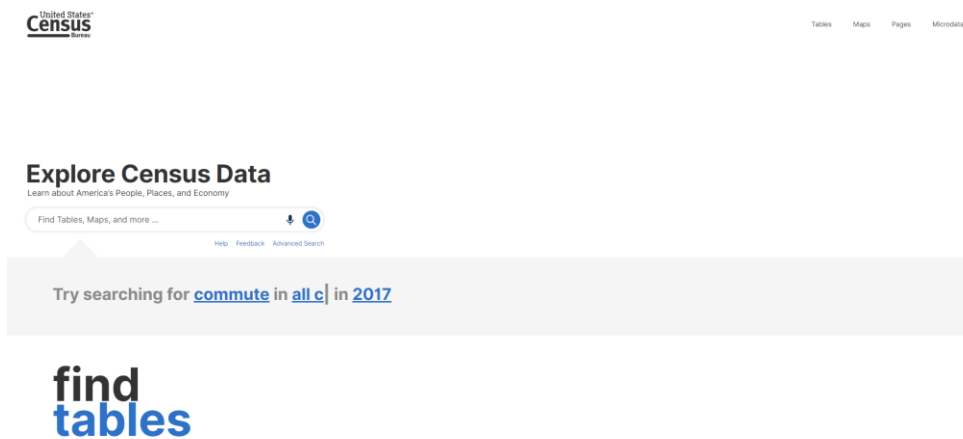 United States®
Census
Bureau
Tables Maps Pages Microdata
Explore Census Data
Learn about America's People, Places, and Economy
Find Tables, Maps, and more ...
Help Feedback Advanced Search
Try searching for commute in all c| in 2017
find
tables